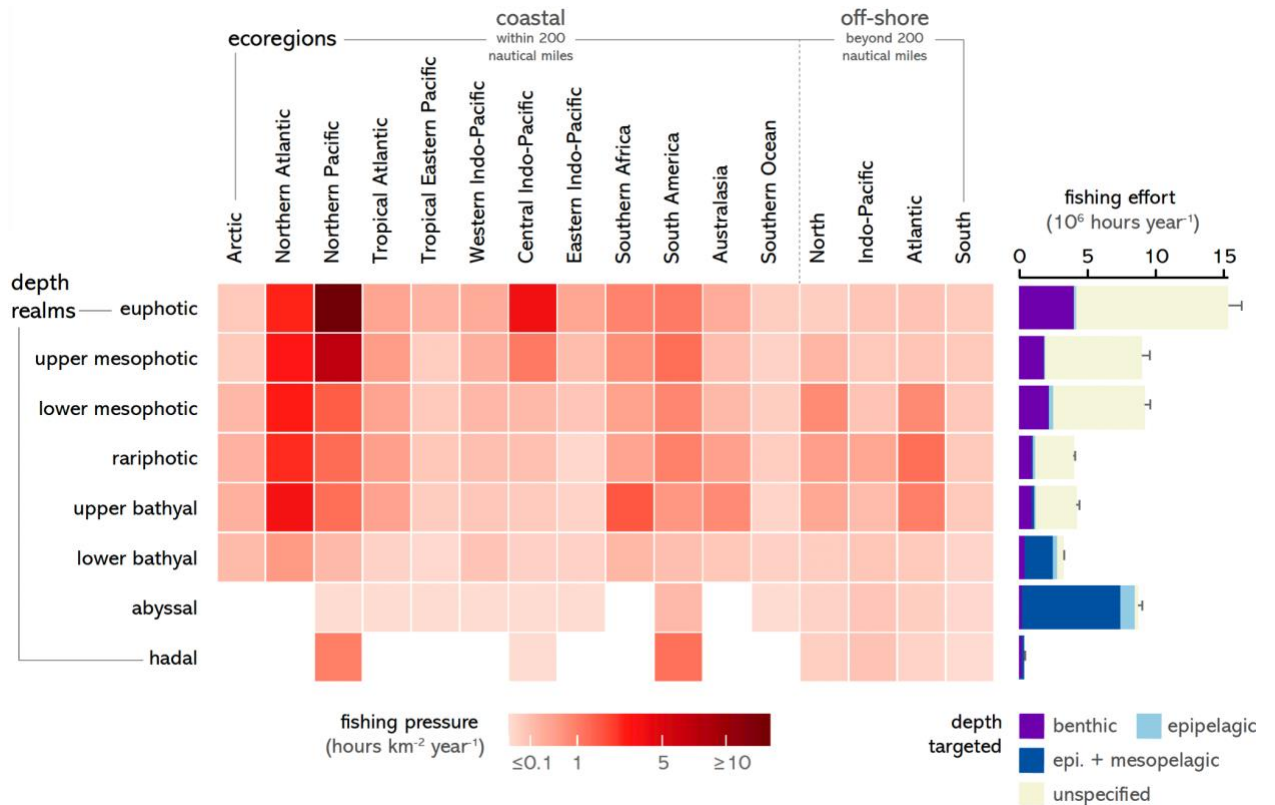 coastal
within 200
nautical miles
off-shore
beyond 200
nautical miles
ecoregions
Arctic
Northern Atlantic
Northern Pacific
Tropical Atlantic
Tropical Eastern Pacific
Western Indo-Pacific
Central Indo-Pacific
Eastern Indo-Pacific
Southern Africa
South America
Australasia
Southern Ocean
North
Indo-Pacific
Atlantic
South
fishing effort
(10⁶ hours year⁻¹)
0 5 10 15
depth
realms
euphotic
upper mesophotic
lower mesophotic
rariphotic
upper bathyal
lower bathyal
abyssal
hadal
fishing pressure
(hours km⁻² year⁻¹)
≤0.1 1 5 ≥10
depth
targeted
benthic
epipelagic
epi. + mesopelagic
unspecified